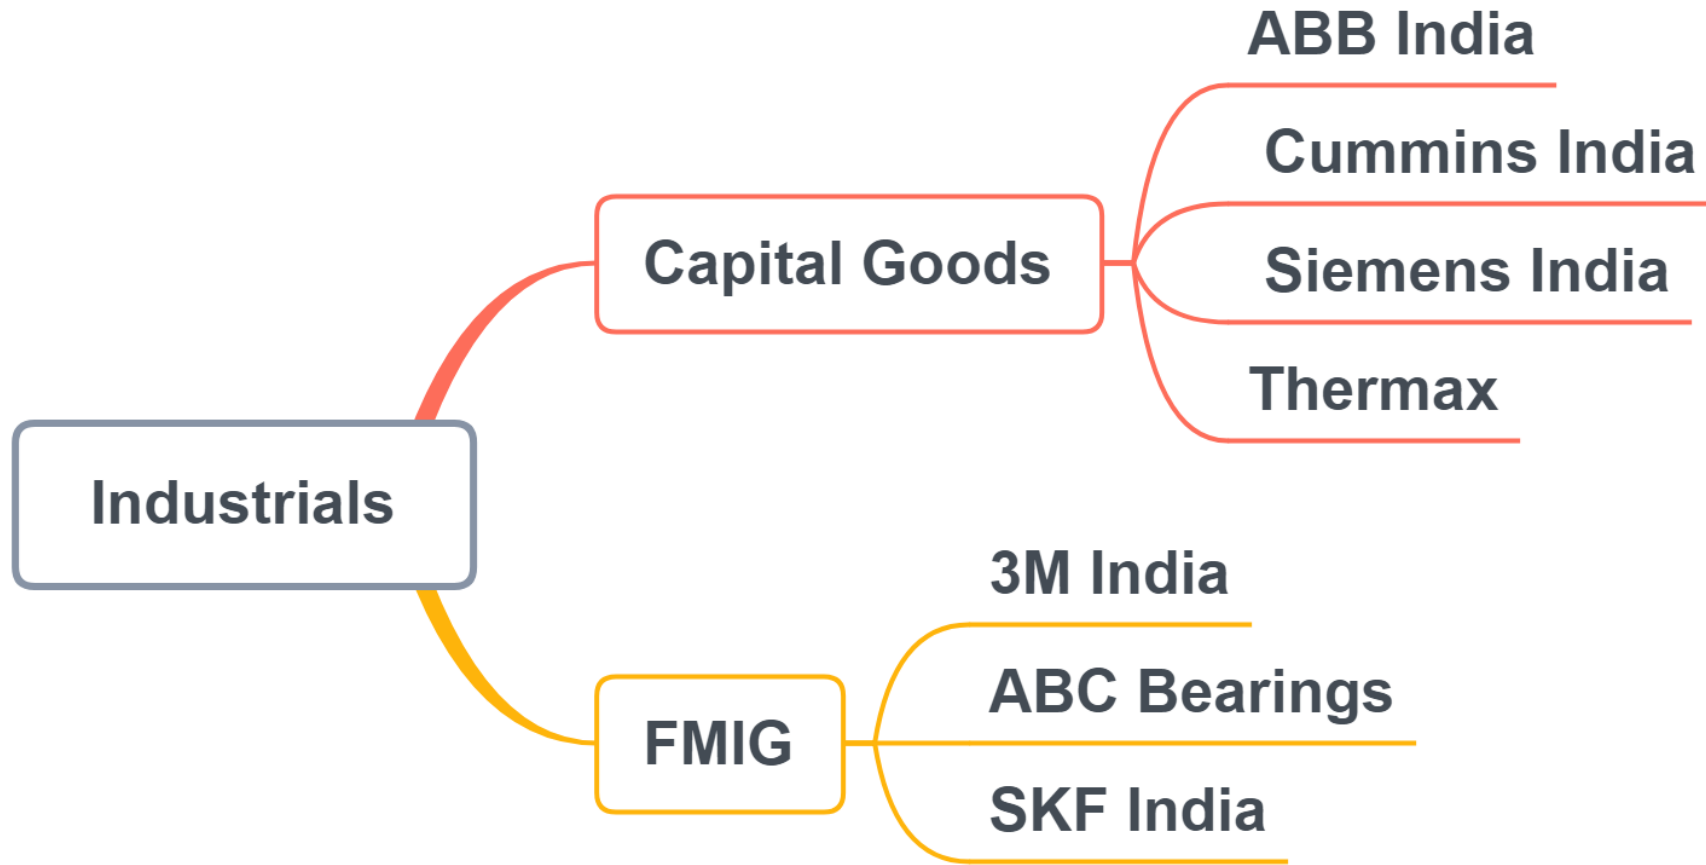 Industrials
Capital Goods
ABB India
Cummins India
Siemens India
Thermax
FMIG
3M India
ABC Bearings
SKF India